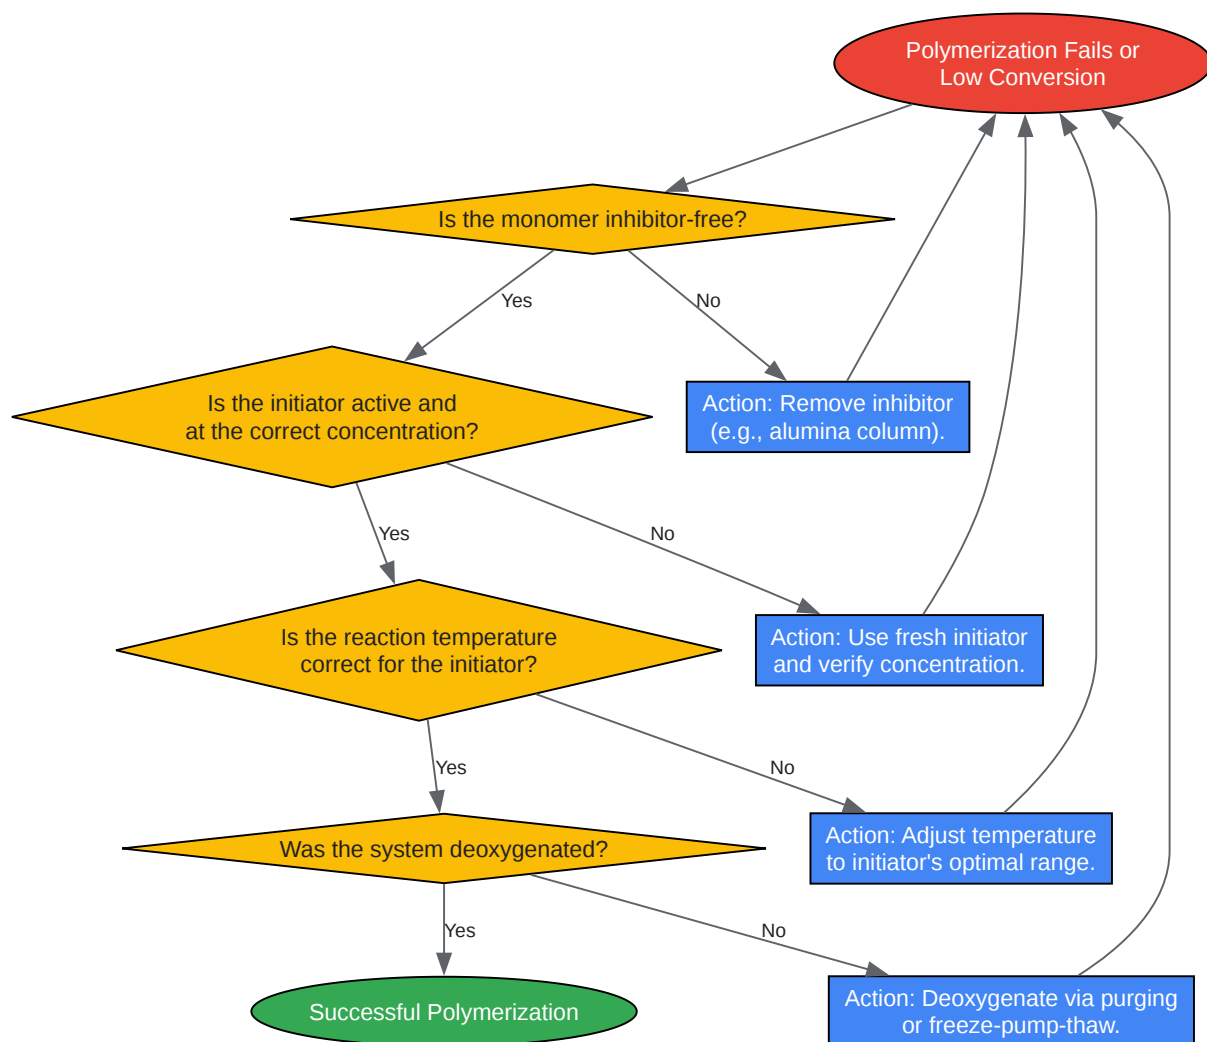 Polymerization Fails or
Low Conversion
Is the monomer inhibitor-free?
Yes
No
Is the initiator active and
at the correct concentration?
Action: Remove inhibitor
(e.g., alumina column).
Yes
No
Is the reaction temperature
correct for the initiator?
Action: Use fresh initiator
and verify concentration.
Yes
No
Was the system deoxygenated?
Action: Adjust temperature
to initiator's optimal range.
Yes
No
Successful Polymerization
Action: Deoxygenate via purging
or freeze-pump-thaw.